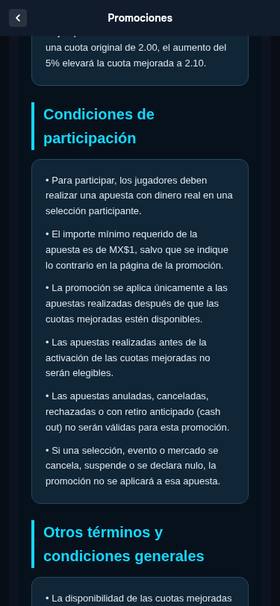 Promociones
una cuota original de 2.00, el aumento del
5% elevará la cuota mejorada a 2.10.
Condiciones de
participación
• Para participar, los jugadores deben
realizar una apuesta con dinero real en una
selección participante.
• El importe mínimo requerido de la
apuesta es de MX$1, salvo que se indique
lo contrario en la página de la promoción.
• La promoción se aplica únicamente a las
apuestas realizadas después de que las
cuotas mejoradas estén disponibles.
• Las apuestas realizadas antes de la
activación de las cuotas mejoradas no
serán elegibles.
• Las apuestas anuladas, canceladas,
rechazadas o con retiro anticipado (cash
out) no serán válidas para esta promoción.
• Si una selección, evento o mercado se
cancela, suspende o se declara nulo, la
promoción no se aplicará a esa apuesta.
Otros términos y
condiciones generales
• La disponibilidad de las cuotas mejoradas